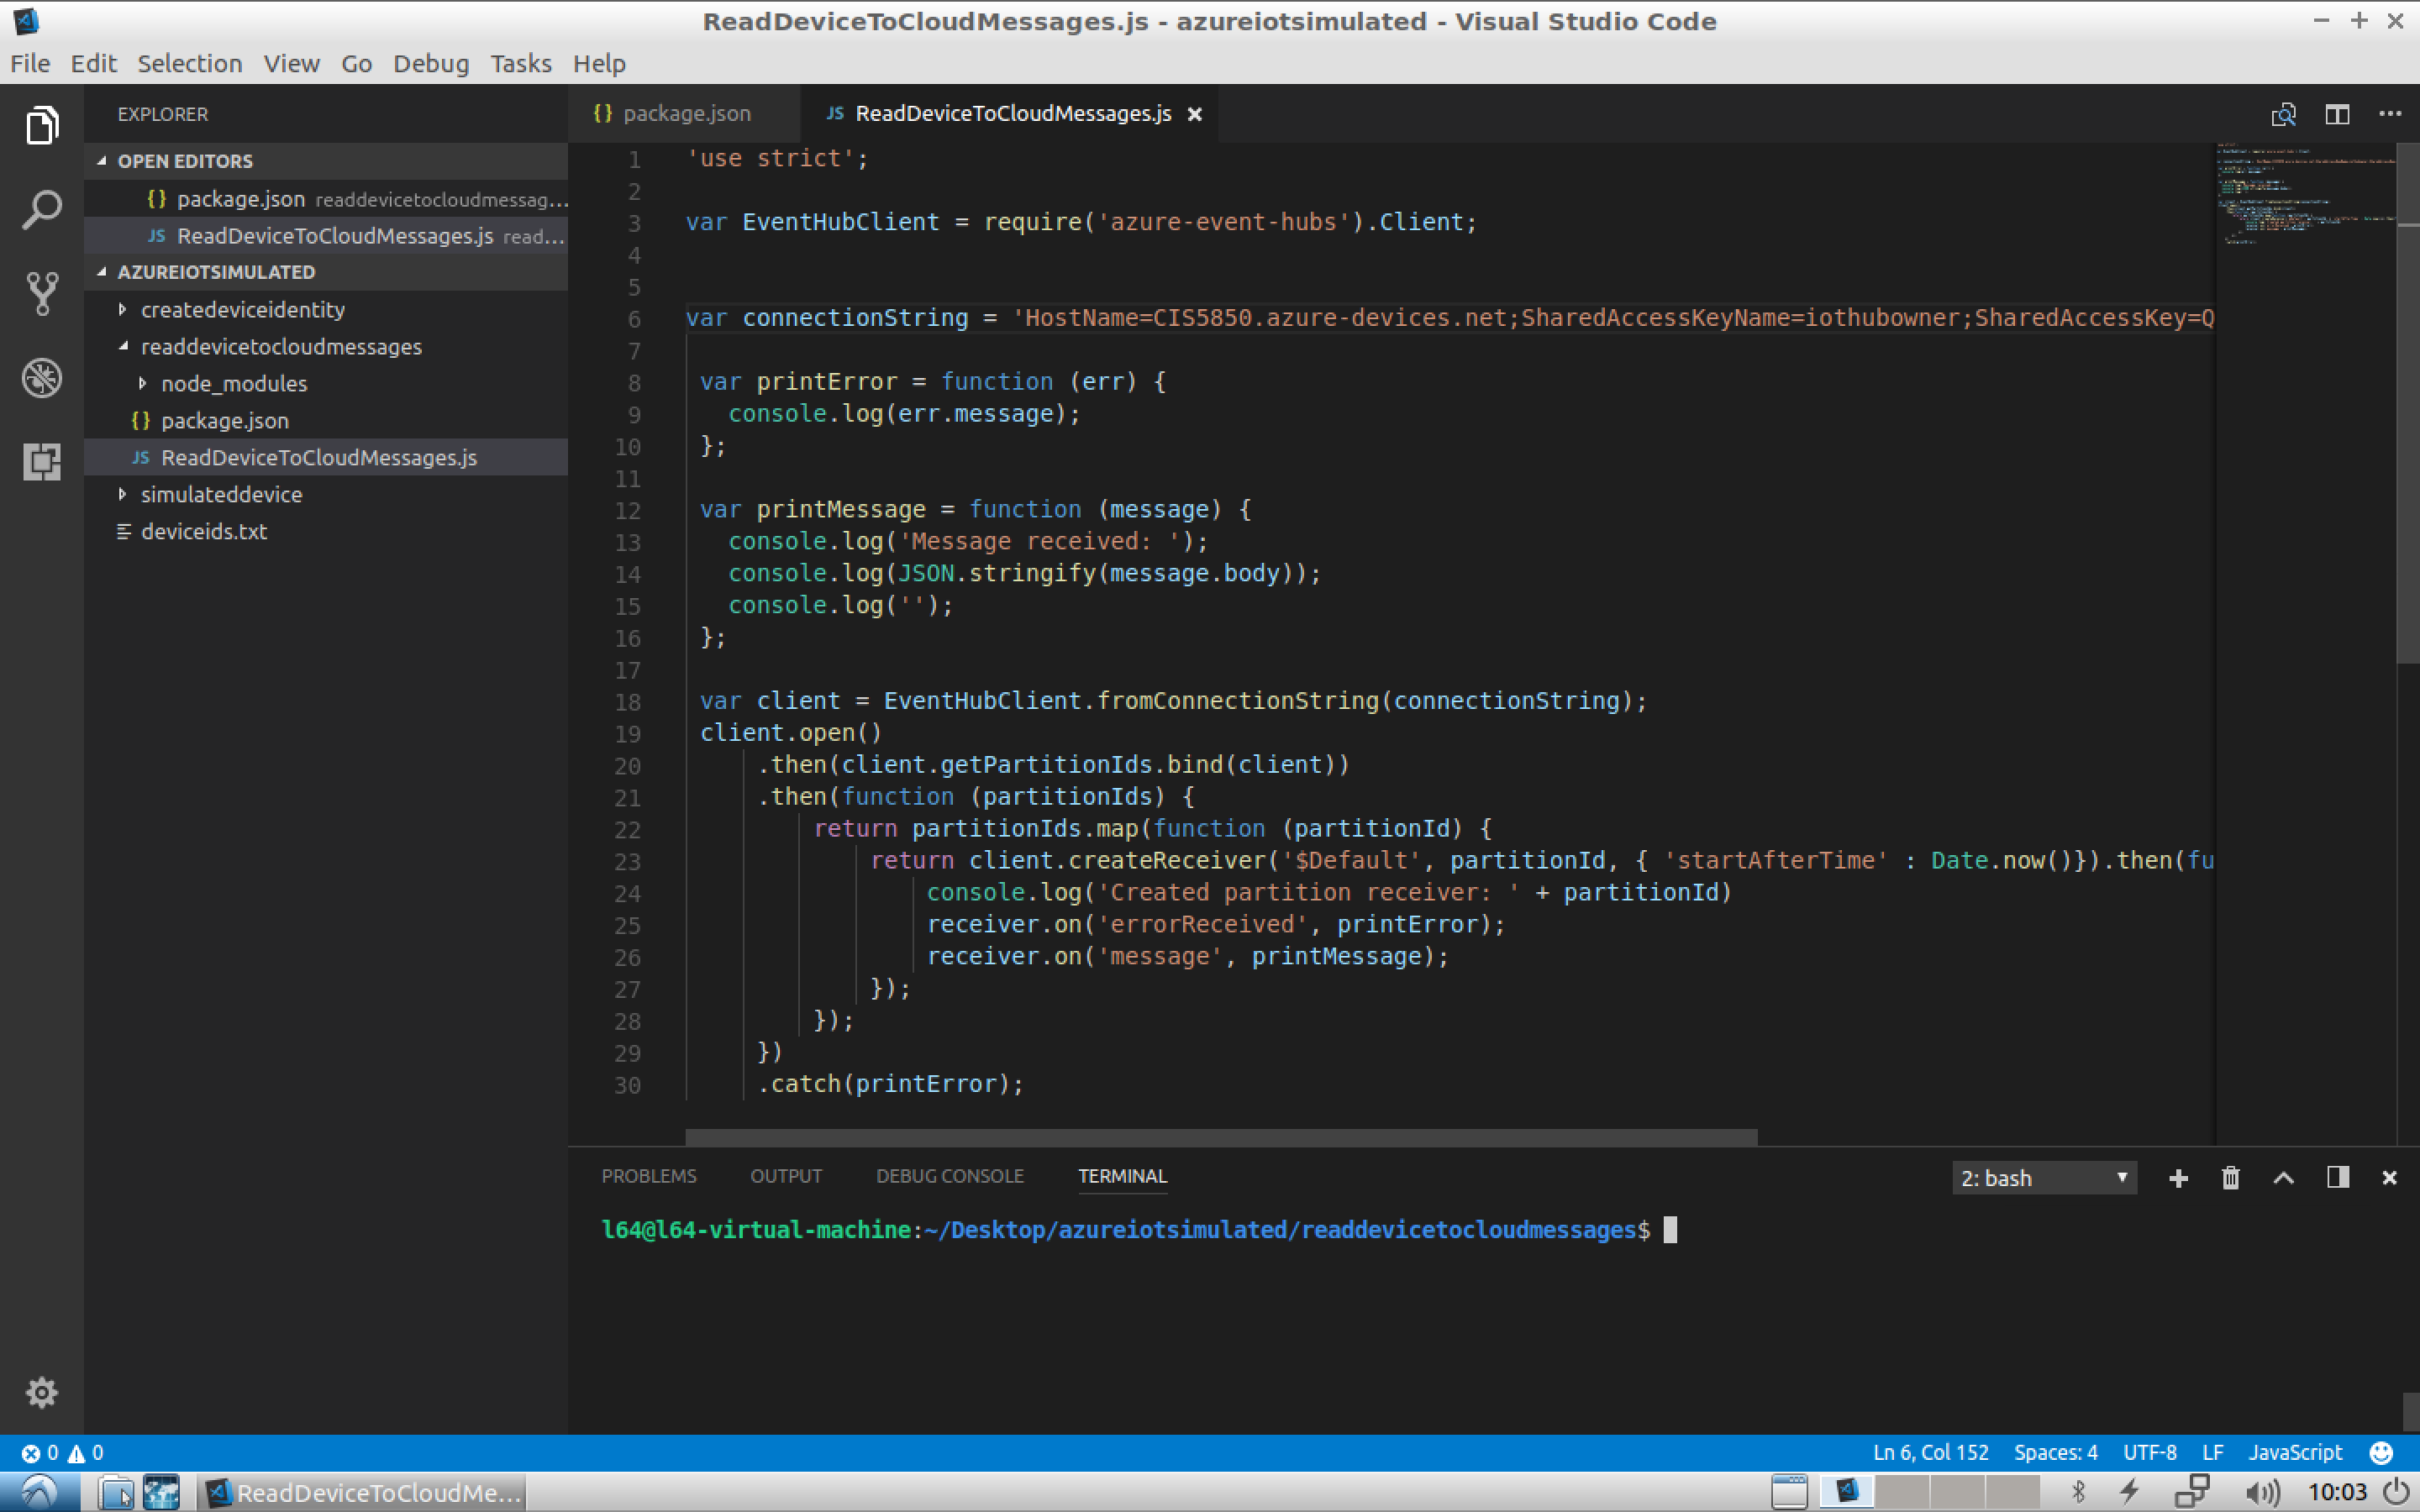 ReadDeviceToCloudMessages.js - azureiotsimulated - Visual Studio Code
File Edit Selection View Go Debug Tasks Help
EXPLORER
OPEN EDITORS
{} package.json readdevicetocloudmessag...
JS ReadDeviceToCloudMessages.js read...
AZUREIOTSIMULATED
createdeviceidentity
readdevicetocloudmessages
node_modules
{} package.json
JS ReadDeviceToCloudMessages.js
simulateddevice
deviceids.txt
{} package.json JS ReadDeviceToCloudMessages.js
1 'use strict';
2
3 var EventHubClient = require('azure-event-hubs').Client;
4
5
6 var connectionString = 'HostName=CIS5850.azure-devices.net;SharedAccessKeyName=iothubowner;SharedAccessKey=Q
7
8 var printError = function (err) {
9 console.log(err.message);
10 };
11
12 var printMessage = function (message) {
13 console.log('Message received: ');
14 console.log(JSON.stringify(message.body));
15 console.log('');
16 };
17
18 var client = EventHubClient.fromConnectionString(connectionString);
19 client.open()
20 .then(client.getPartitionIds.bind(client))
21 .then(function (partitionIds) {
22 return partitionIds.map(function (partitionId) {
23 return client.createReceiver('$Default', partitionId, { 'startAfterTime' : Date.now()}).then(fu
24 console.log('Created partition receiver: ' + partitionId)
25 receiver.on('errorReceived', printError);
26 receiver.on('message', printMessage);
27 });
28 });
29 })
30 .catch(printError);
PROBLEMS OUTPUT DEBUG CONSOLE TERMINAL 2: bash
l64@l64-virtual-machine:~/Desktop/azureiotsimulated/readdevicetocloudmessages$
0 0 Ln 6, Col 152 Spaces: 4 UTF-8 LF JavaScript
ReadDeviceToCloudMe... 10:03